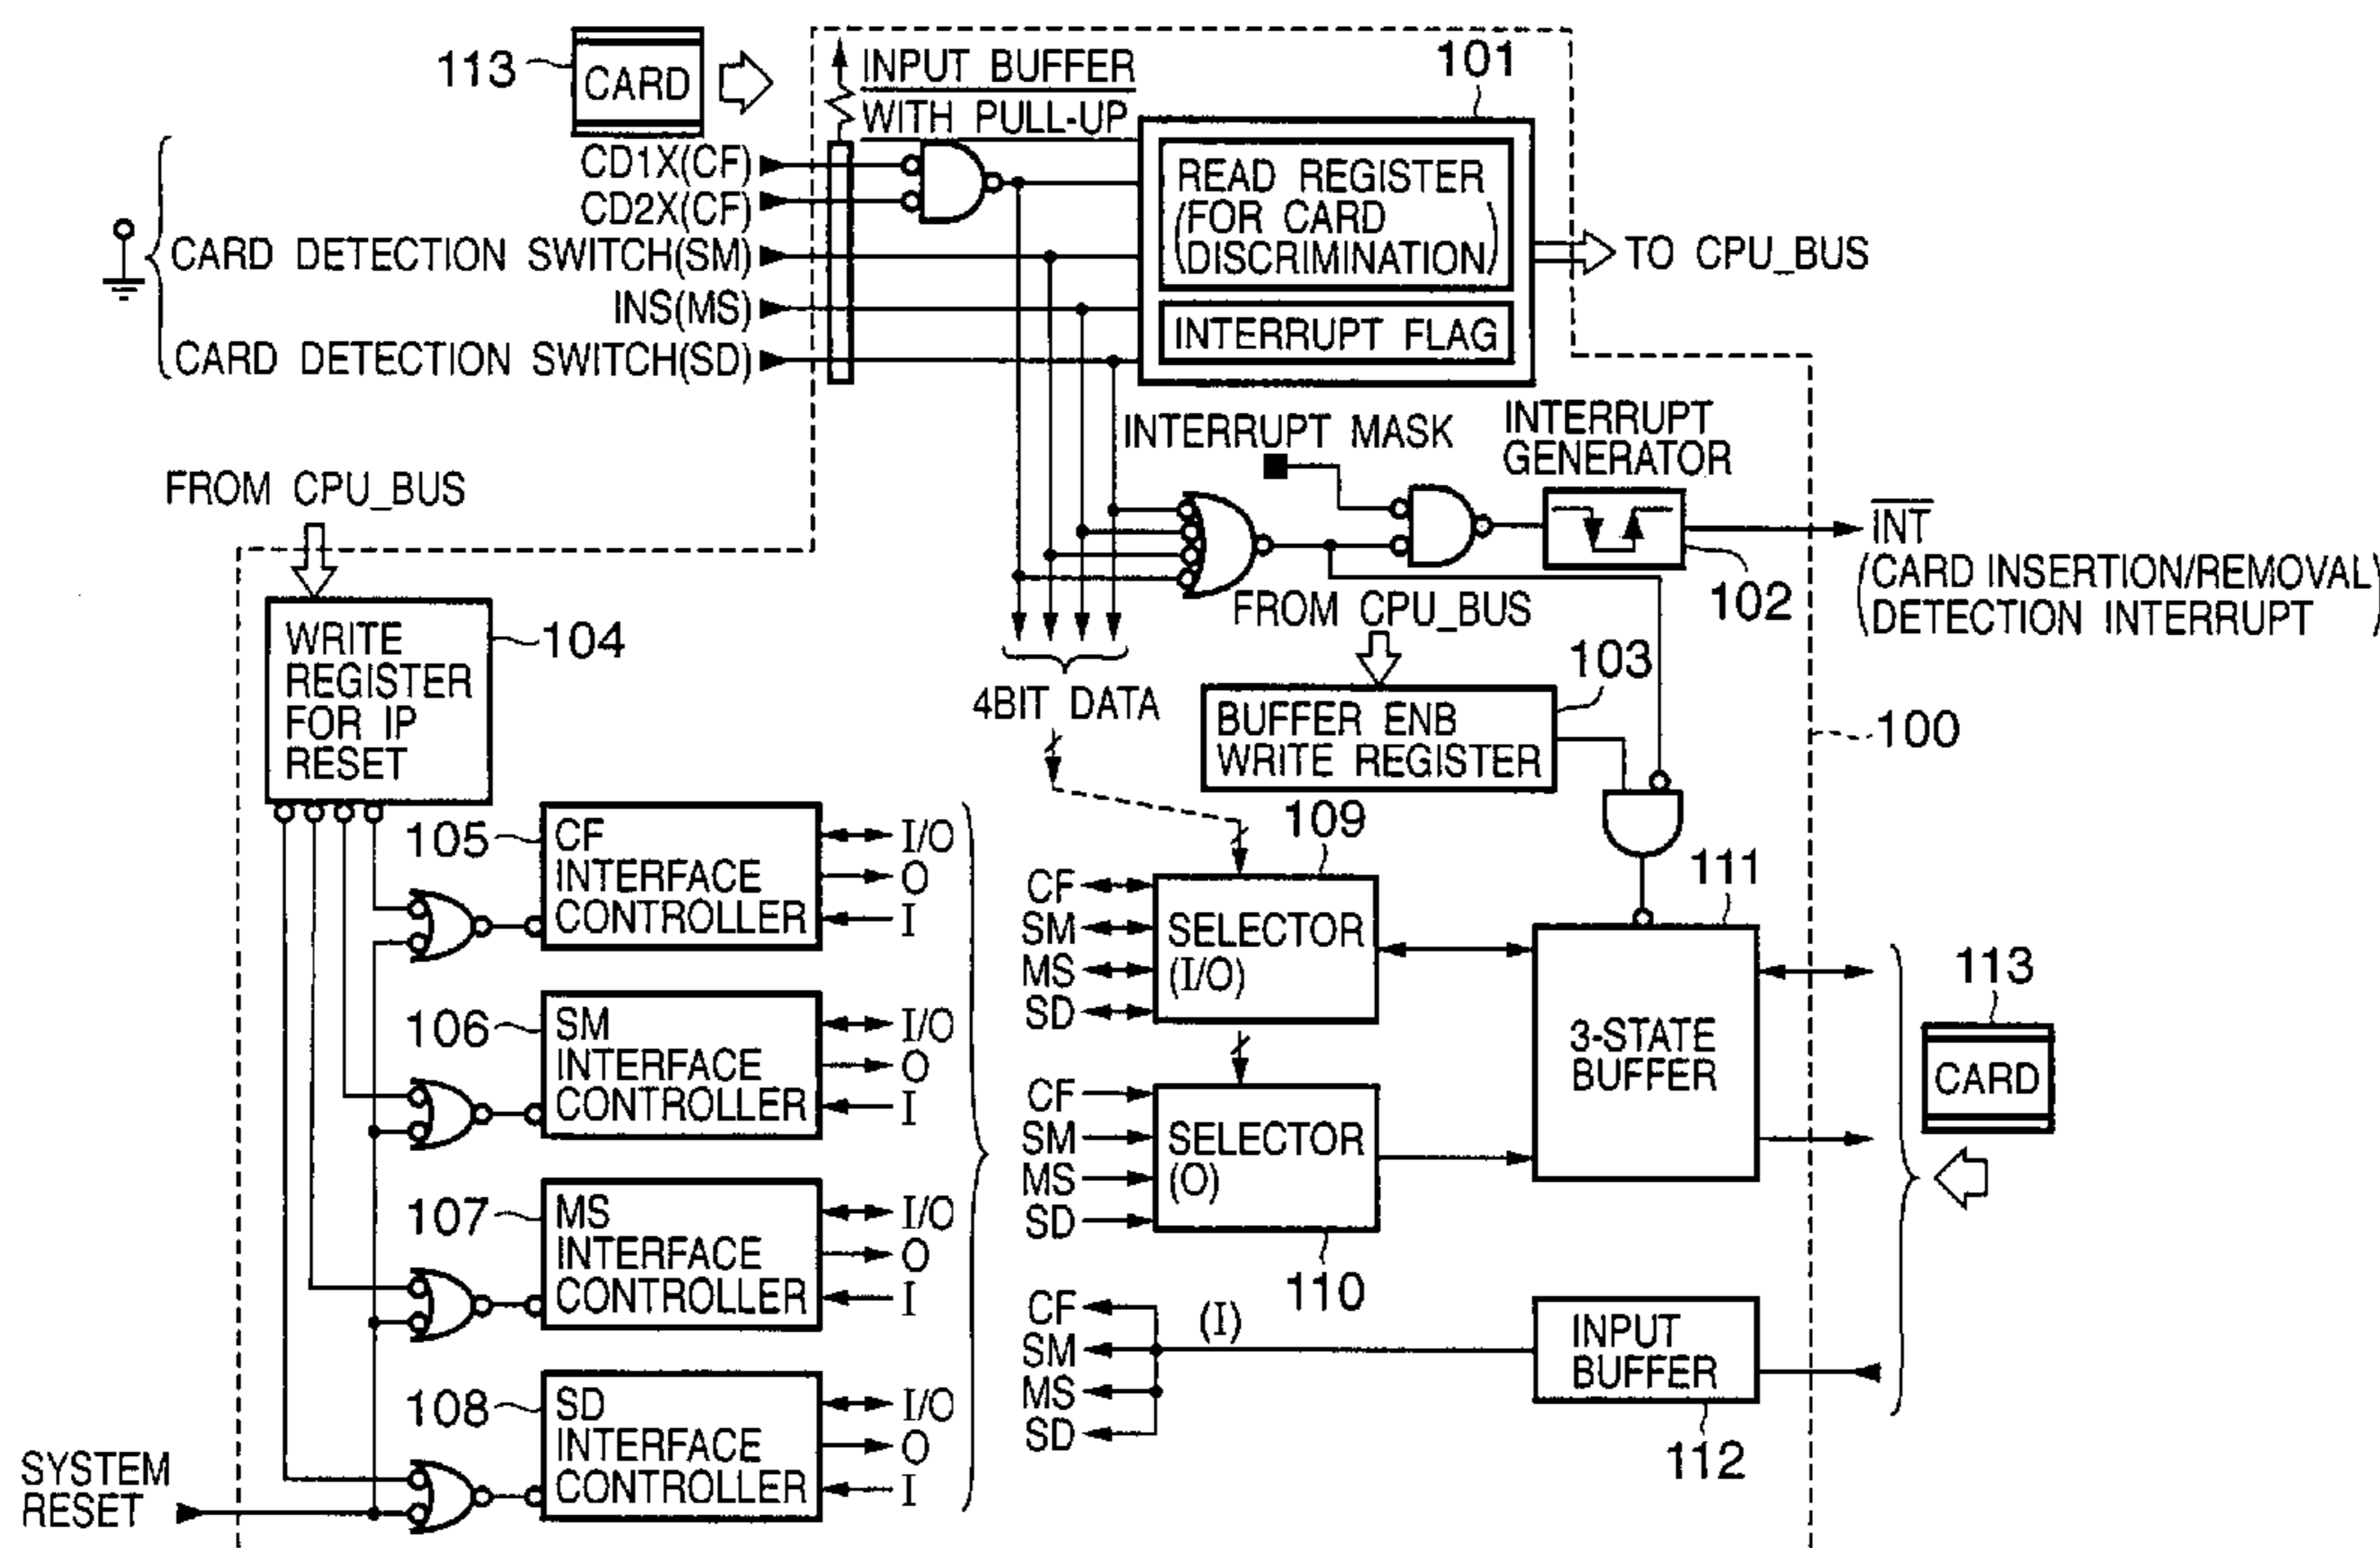 113
CARD
INPUT BUFFER
WITH PULL-UP
101
CD1X(CF)
CD2X(CF)
CARD DETECTION SWITCH(SM)
INS(MS)
CARD DETECTION SWITCH(SD)
READ REGISTER
(FOR CARD
DISCRIMINATION)
INTERRUPT FLAG
TO CPU_BUS
INTERRUPT MASK
INTERRUPT
GENERATOR
102
INT
(CARD INSERTION/REMOVAL
DETECTION INTERRUPT)
FROM CPU_BUS
WRITE
REGISTER
FOR IP
RESET
104
4BIT DATA
FROM CPU_BUS
103
BUFFER ENB
WRITE REGISTER
100
105
CF
INTERFACE
CONTROLLER
I/O
O
I
106
SM
INTERFACE
CONTROLLER
I/O
O
I
107
MS
INTERFACE
CONTROLLER
I/O
O
I
108
SD
INTERFACE
CONTROLLER
I/O
O
I
SYSTEM
RESET
109
CF
SM
MS
SD
SELECTOR
(I/O)
CF
SM
MS
SD
SELECTOR
(O)
110
111
3-STATE
BUFFER
113
CARD
CF
SM
MS
SD
(I)
INPUT
BUFFER
112